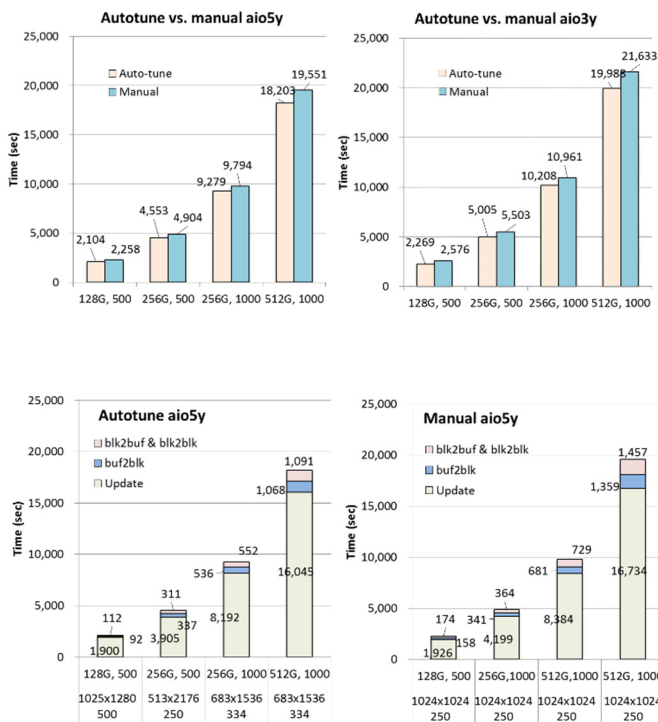 Autotune vs. manual aio5y
25,000
20,000
15,000
10,000
5,000
0
Time (sec)
Auto-tune
Manual
2,104
2,258
4,553
4,904
9,279
9,794
18,203
19,551
128G, 500
256G, 500
256G, 1000
512G, 1000
Autotune vs. manual aio3y
25,000
20,000
15,000
10,000
5,000
0
Time (sec)
Auto-tune
Manual
2,269
2,576
5,005
5,503
10,208
10,961
19,988
21,633
128G, 500
256G, 500
256G, 1000
512G, 1000
Autotune aio5y
25,000
20,000
15,000
10,000
5,000
0
Time (sec)
blk2buf & blk2blk
buf2blk
Update
112
92
1,900
311
337
3,905
552
536
8,192
1,091
1,068
16,045
128G, 500
256G, 500
256G, 1000
512G, 1000
1025x1280
513x2176
683x1536
683x1536
500
250
334
334
Manual aio5y
25,000
20,000
15,000
10,000
5,000
0
Time (sec)
blk2buf & blk2blk
buf2blk
Update
174
158
1,926
364
341
4,199
729
681
8,384
1,457
1,359
16,734
128G, 500
256G,1000
512G,1000
512G, 1000
1024x1024
1024x1024
1024x1024
1024x1024
250
250
250
250